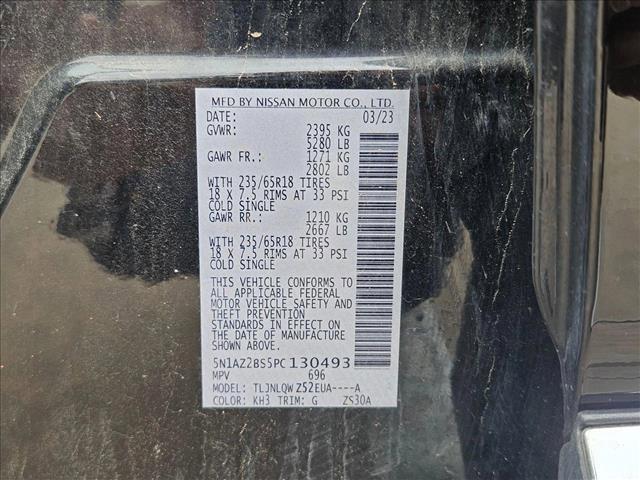 MFD BY NISSAN MOTOR CO., LTD.
DATE: 03/23
GVWR: 2395 KG
5280 LB
GAWR FR.: 1271 KG
2802 LB
WITH 235/65R18 TIRES
18 X 7.5 RIMS AT 33 PSI
COLD SINGLE
GAWR RR.: 1210 KG
2667 LB
WITH 235/65R18 TIRES
18 X 7.5 RIMS AT 33 PSI
COLD SINGLE
THIS VEHICLE CONFORMS TO
ALL APPLICABLE FEDERAL
MOTOR VEHICLE SAFETY AND
THEFT PREVENTION
STANDARDS IN EFFECT ON
THE DATE OF MANUFACTURE
SHOWN ABOVE.
5N1AZ2BS5PC130493
MPV 696
MODEL: TLJNLQWZ52EUA----A
COLOR: KH3 TRIM: G ZS30A